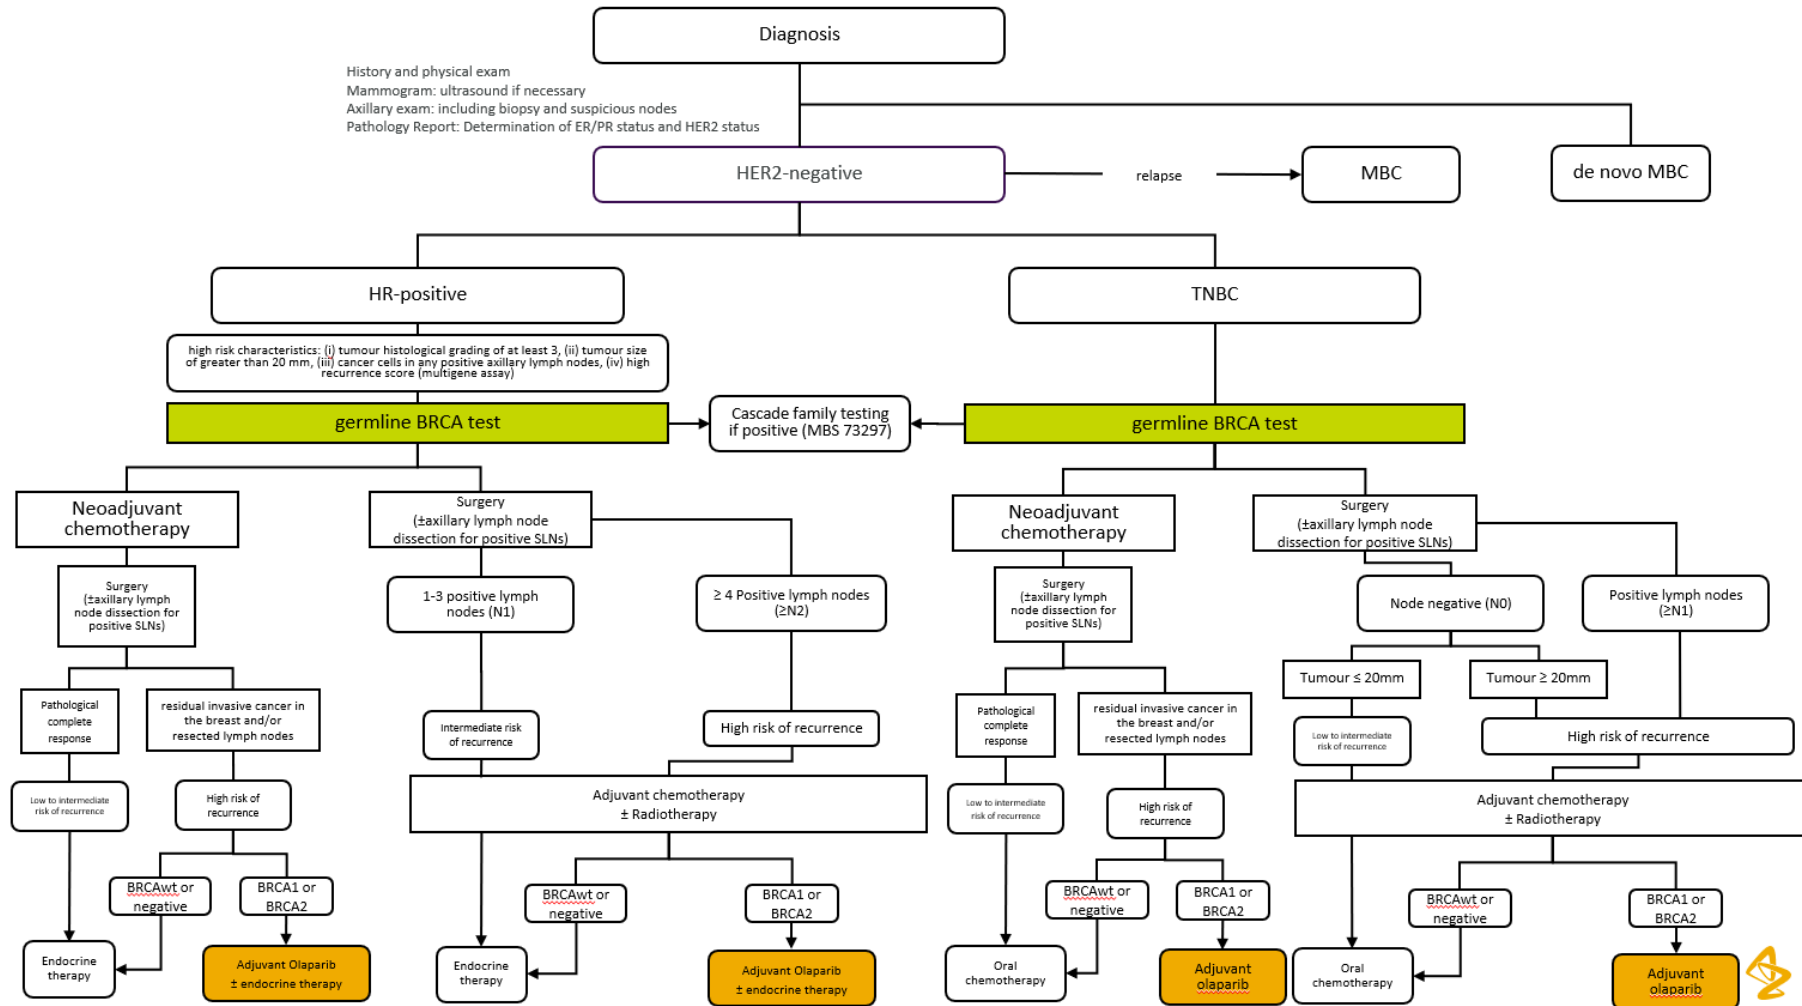 Diagnosis
History and physical exam
Mammogram: ultrasound if necessary
Axillary exam: including biopsy and suspicious nodes
Pathology Report: Determination of ER/PR status and HER2 status
HER2-negative
relapse
MBC
de novo MBC
HR-positive
TNBC
high risk characteristics: (i) tumour histological grading of at least 3, (ii) tumour size
of greater than 20 mm, (iii) cancer cells in any positive axillary lymph nodes, (iv) high
recurrence score (multigene assay)
germline BRCA test
Cascade family testing
if positive (MBS 73297)
germline BRCA test
Neoadjuvant
chemotherapy
Surgery
(±axillary lymph node
dissection for positive SLNs)
Neoadjuvant
chemotherapy
Surgery
(±axillary lymph node
dissection for positive SLNs)
Surgery
(±axillary lymph
node dissection for
positive SLNs)
1-3 positive lymph
nodes (N1)
≥ 4 Positive lymph nodes
(≥N2)
Surgery
(±axillary lymph
node dissection for
positive SLNs)
Node negative (N0)
Positive lymph nodes
(≥N1)
Tumour ≤ 20mm
Tumour ≥ 20mm
Pathological
complete
response
residual invasive cancer in
the breast and/or
resected lymph nodes
Intermediate risk
of recurrence
High risk of recurrence
Pathological
complete
response
residual invasive cancer in
the breast and/or
resected lymph nodes
Low to intermediate
risk of recurrence
High risk of recurrence
Low to intermediate
risk of recurrence
High risk of
recurrence
Adjuvant chemotherapy
± Radiotherapy
Low to intermediate
risk of recurrence
High risk of
recurrence
Adjuvant chemotherapy
± Radiotherapy
BRCAwt or
negative
BRCA1 or
BRCA2
BRCAwt or
negative
BRCA1 or
BRCA2
BRCAwt or
negative
BRCA1 or
BRCA2
BRCAwt or
negative
BRCA1 or
BRCA2
Endocrine
therapy
Adjuvant Olaparib
± endocrine therapy
Endocrine
therapy
Adjuvant Olaparib
± endocrine therapy
Oral
chemotherapy
Adjuvant
olaparib
Oral
chemotherapy
Adjuvant
olaparib